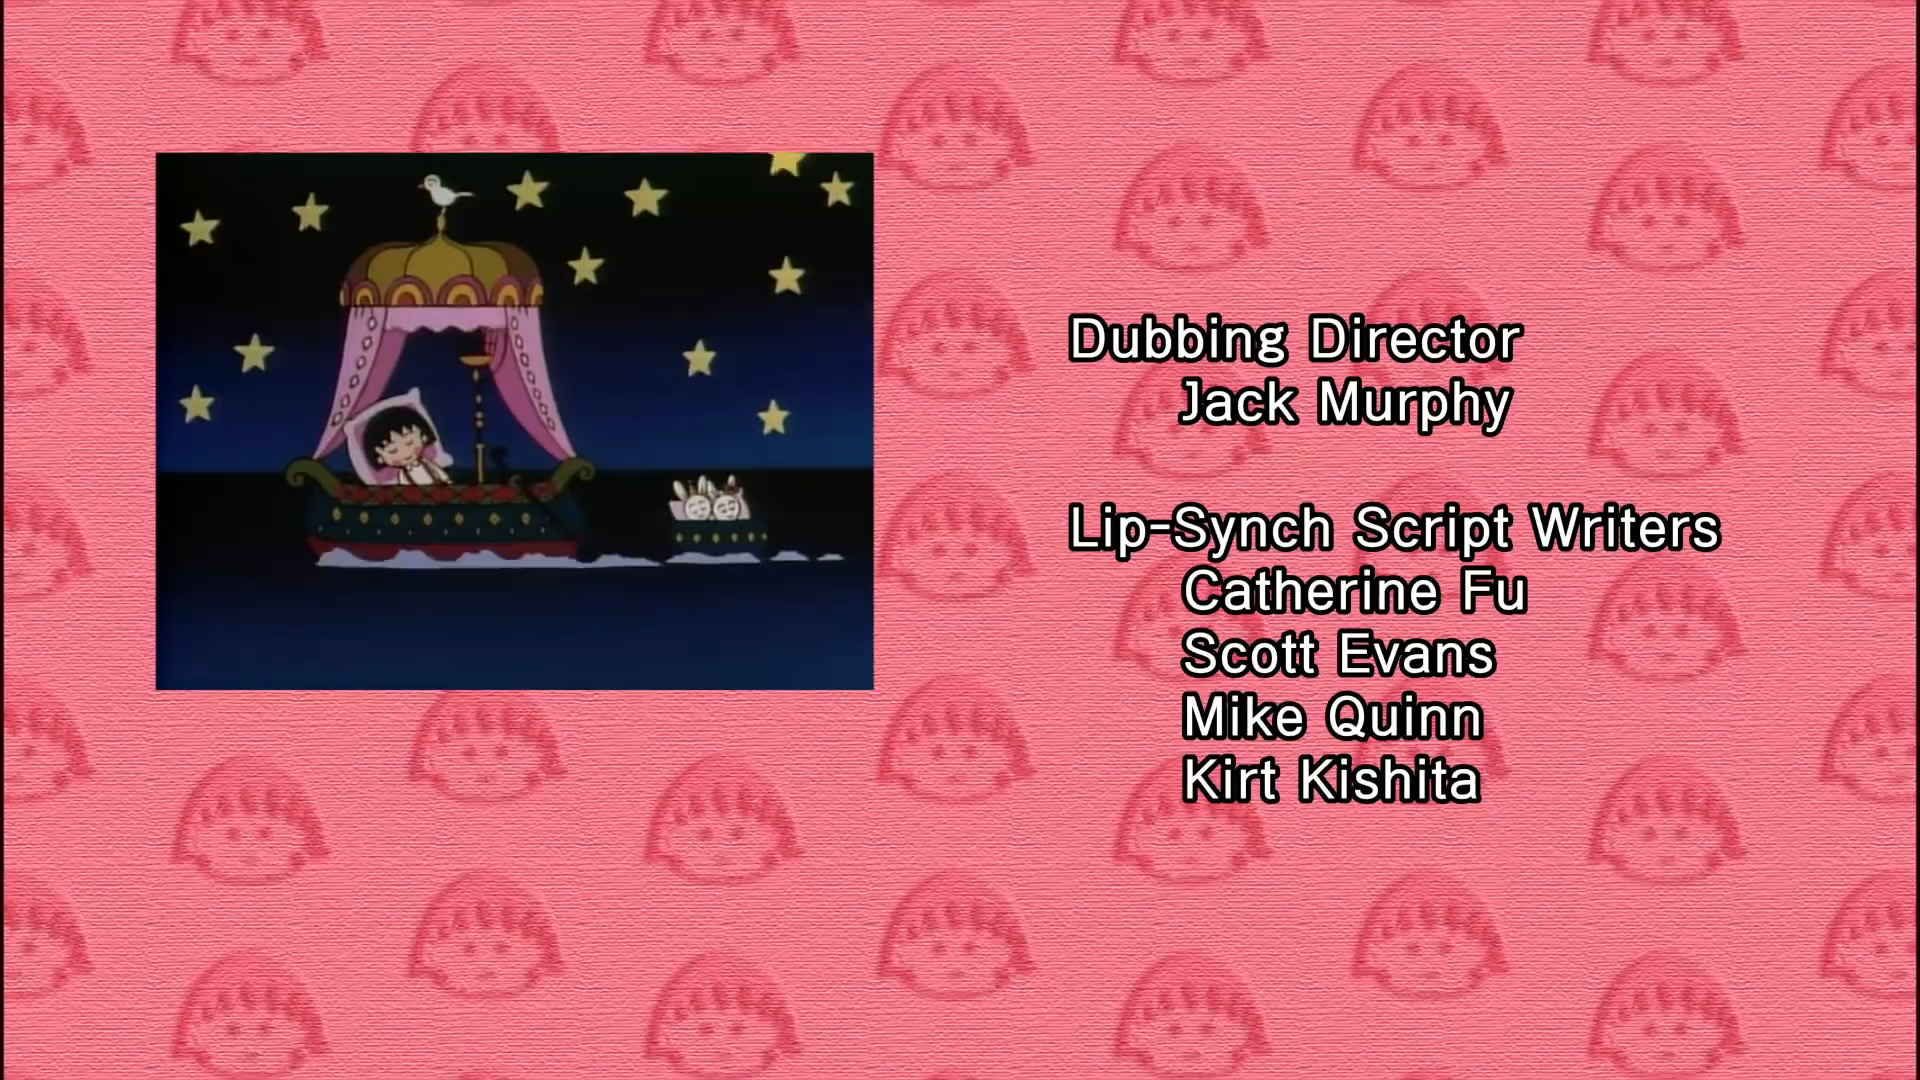 Dubbing Director
Jack Murphy
Lip-Synch Script Writers
Catherine Fu
Scott Evans
Mike Quinn
Kirt Kishita